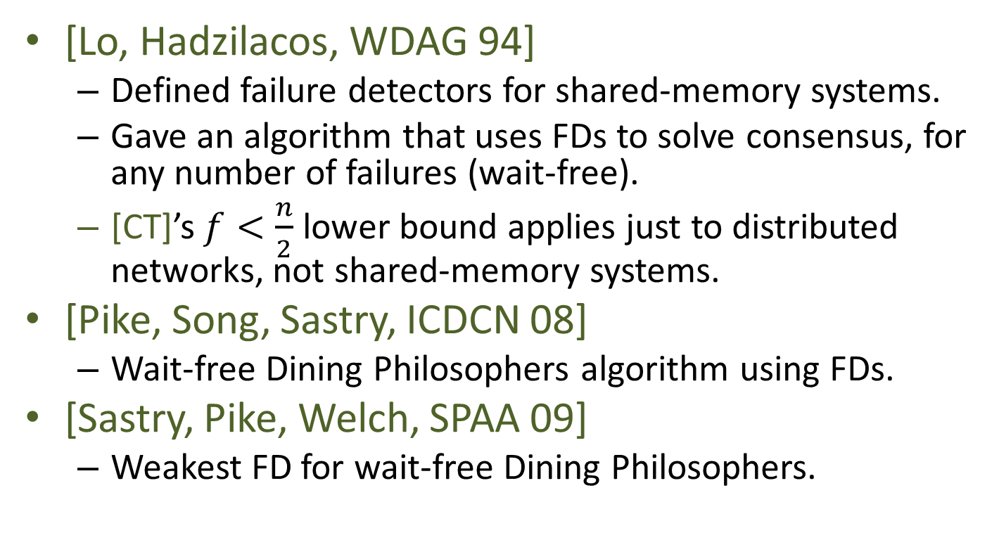 • [Lo, Hadzilacos, WDAG 94]
– Defined failure detectors for shared-memory systems.
– Gave an algorithm that uses FDs to solve consensus, for
any number of failures (wait-free).
– [CT]’s f < n/2 lower bound applies just to distributed
networks, not shared-memory systems.
• [Pike, Song, Sastry, ICDCN 08]
– Wait-free Dining Philosophers algorithm using FDs.
• [Sastry, Pike, Welch, SPAA 09]
– Weakest FD for wait-free Dining Philosophers.